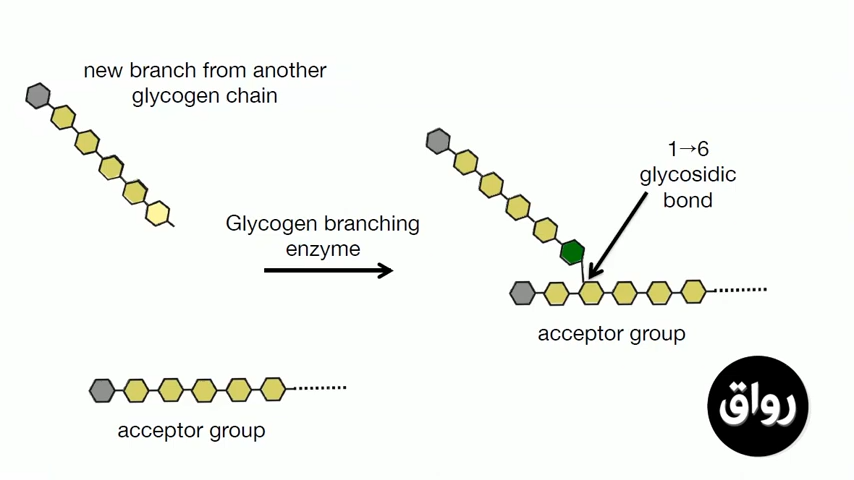 new branch from another
glycogen chain
Glycogen branching
enzyme
1→6
glycosidic
bond
acceptor group
acceptor group
رواق